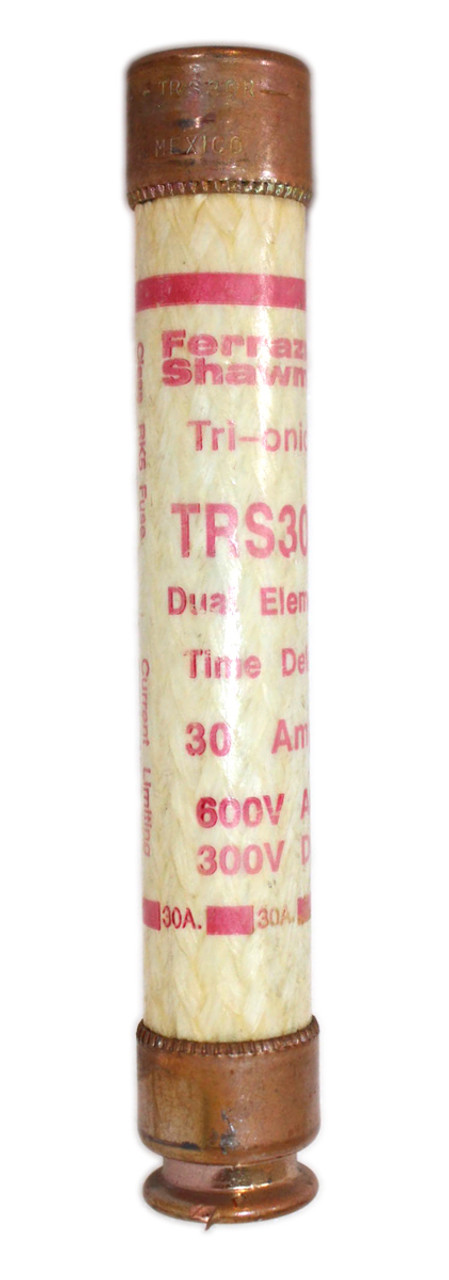 MEXICO
Ferraz
Shawm
Tri-onic
TRS30
Dual Elem
Time Del
30 Am
600V A
300V D
30A. 30A.
Class RK5 Fuse
Current Limiting